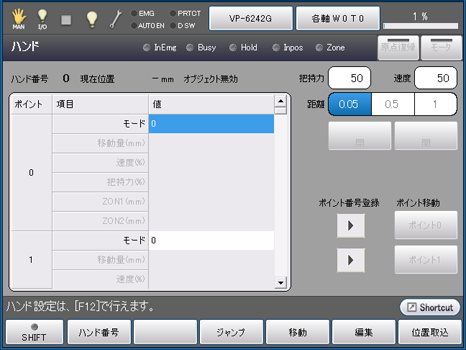 MAN
I/O
EMG
PRTCT
AUTO EN
D SW
VP-6242G
各軸 W 0 T 0
1 %
ハンド
InEmg
Busy
Hold
Inpos
Zone
原点復帰
モータ
ハンド番号 0 現在位置 －mm オブジェクト無効
把持力 50 速度 50
距離 0.05 0.5 1
ポイント 項目 値
0
モード 0
移動量(mm)
速度(%)
把持力(%)
ZON1(mm)
ZON2(mm)
1
モード 0
移動量(mm)
速度(%)
ポイント番号登録 ポイント移動
ポイント0
ポイント1
ハンド設定は、[F12]で行えます。
Shortcut
SHIFT
ハンド番号
ジャンプ
移動
編集
位置取込